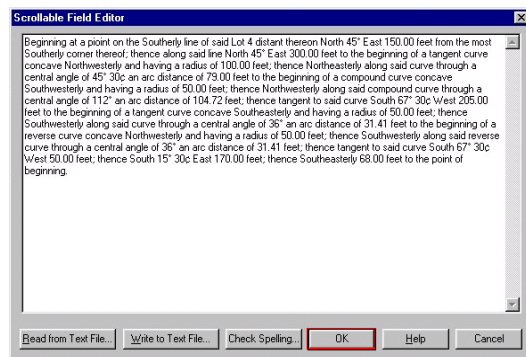 Scrollable Field Editor
Beginning at a pioint on the Southerly line of said Lot 4 distant thereon North 45° East 150.00 feet from the most
Southerly corner thereof; thence along said line North 45° East 300.00 feet to the beginning of a tangent curve
concave Northwesterly and having a radius of 100.00 feet; thence Northeasterly along said curve through a
central angle of 45° 30¢ an arc distance of 79.00 feet to the beginning of a compound curve concave
Southwesterly and having a radius of 50.00 feet; thence Northwesterly along said compound curve through a
central angle of 112° an arc distance of 104.72 feet; thence tangent to said curve South 67° 30¢ West 205.00
feet to the beginning of a tangent curve concave Southeasterly and having a radius of 50.00 feet; thence
Southwesterly along said curve through a central angle of 36° an arc distance of 31.41 feet to the beginning of a
reverse curve concave Northwesterly and having a radius of 50.00 feet; thence Southwesterly along said reverse
curve through a central angle of 36° an arc distance of 31.41 feet; thence tangent to said curve South 67° 30¢
West 50.00 feet; thence South 15° 30¢ East 170.00 feet; thence Southeasterly 68.00 feet to the point of
beginning.
Read from Text File... Write to Text File... Check Spelling... OK Help Cancel